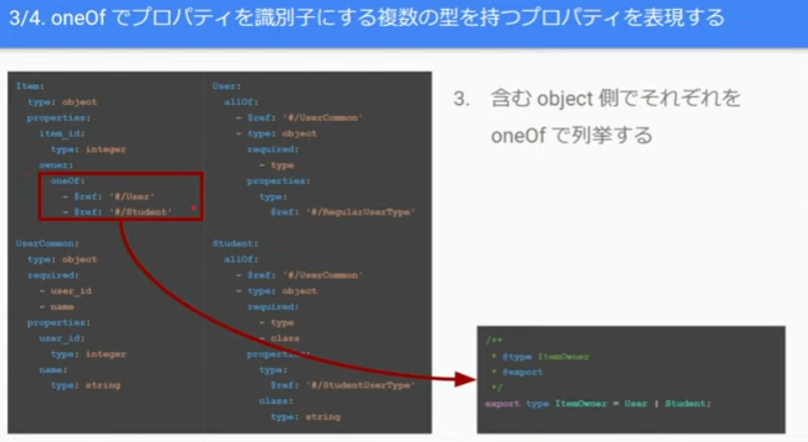 3/4. oneOf でプロパティを識別子にする複数の型を持つプロパティを表現する
Item:
type: object
properties:
item_id:
type: integer
owner:
oneOf:
- $ref: '#/User'
- $ref: '#/Student'
UserCommon:
type: object
required:
- user_id
- name
properties:
user_id:
type: integer
name:
type: string
User:
allOf:
- $ref: '#/UserCommon'
- type: object
required:
- type
properties:
type:
$ref: '#/RegularUserType'
Student:
allOf:
- $ref: '#/UserCommon'
- type: object
required:
- type
- class
properties:
type:
$ref: '#/StudentUserType'
class:
type: string
3. 含む object 側でそれぞれを
oneOf で列挙する
/**
* @type ItemOwner
* @export
*/
export type ItemOwner = User | Student;